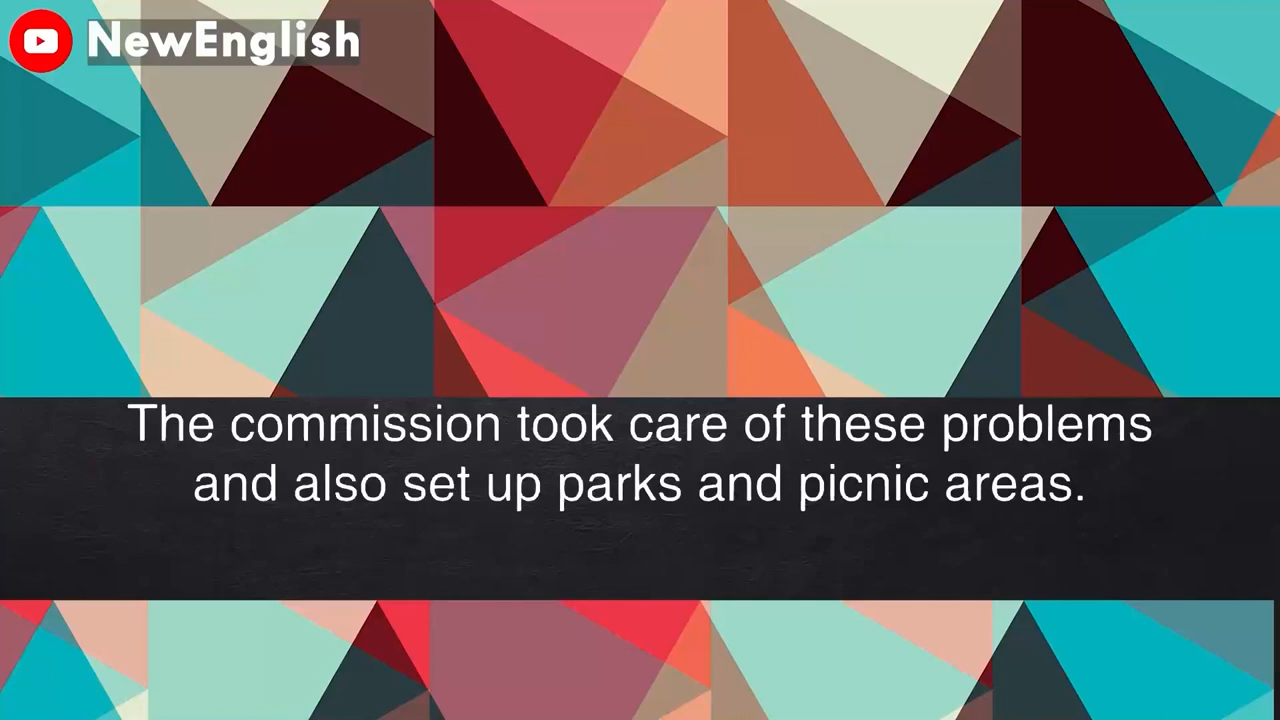 NewEnglish
The commission took care of these problems
and also set up parks and picnic areas.